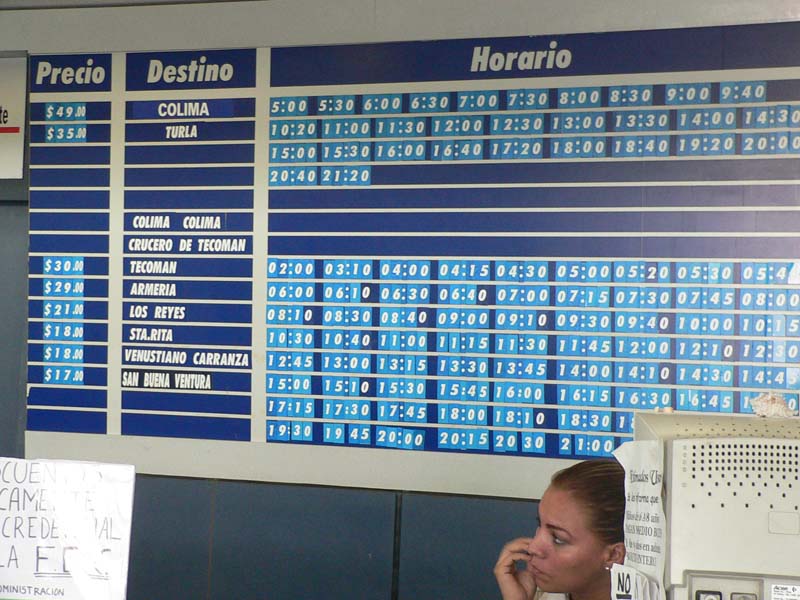 Precio Destino Horario
$49.00 COLIMA 5:00 5:30 6:00 6:30 7:00 7:30 8:00 8:30 9:00 9:40
$35.00 TURLA 10:20 11:00 11:30 12:00 12:30 13:00 13:30 14:00 14:30
15:00 15:30 16:00 16:40 17:20 18:00 18:40 19:20 20:00
20:40 21:20
COLIMA COLIMA
CRUCERO DE TECOMAN
$30.00 TECOMAN 02:00 03:10 04:00 04:15 04:30 05:00 05:20 05:30
$29.00 ARMERIA 06:00 06:10 06:30 06:40 07:00 07:15 07:30 07:45 08:00
$21.00 LOS REYES 08:10 08:30 08:40 09:00 09:10 09:30 09:40 10:00 10:15
$18.00 STA.RITA 10:30 10:40 11:00 11:15 11:30 11:45 12:00 12:10 12:30
$18.00 VENUSTIANO CARRANZA 12:45 13:00 13:15 13:30 13:45 14:00 14:10 14:30 14:45
$17.00 SAN BUENA VENTURA 15:00 15:10 15:30 15:45 16:00 16:15 16:30 16:45
17:15 17:30 17:45 18:00 18:10 18:30
19:30 19:45 20:00 20:15 20:30 21:00
LA F.E.C.
NO